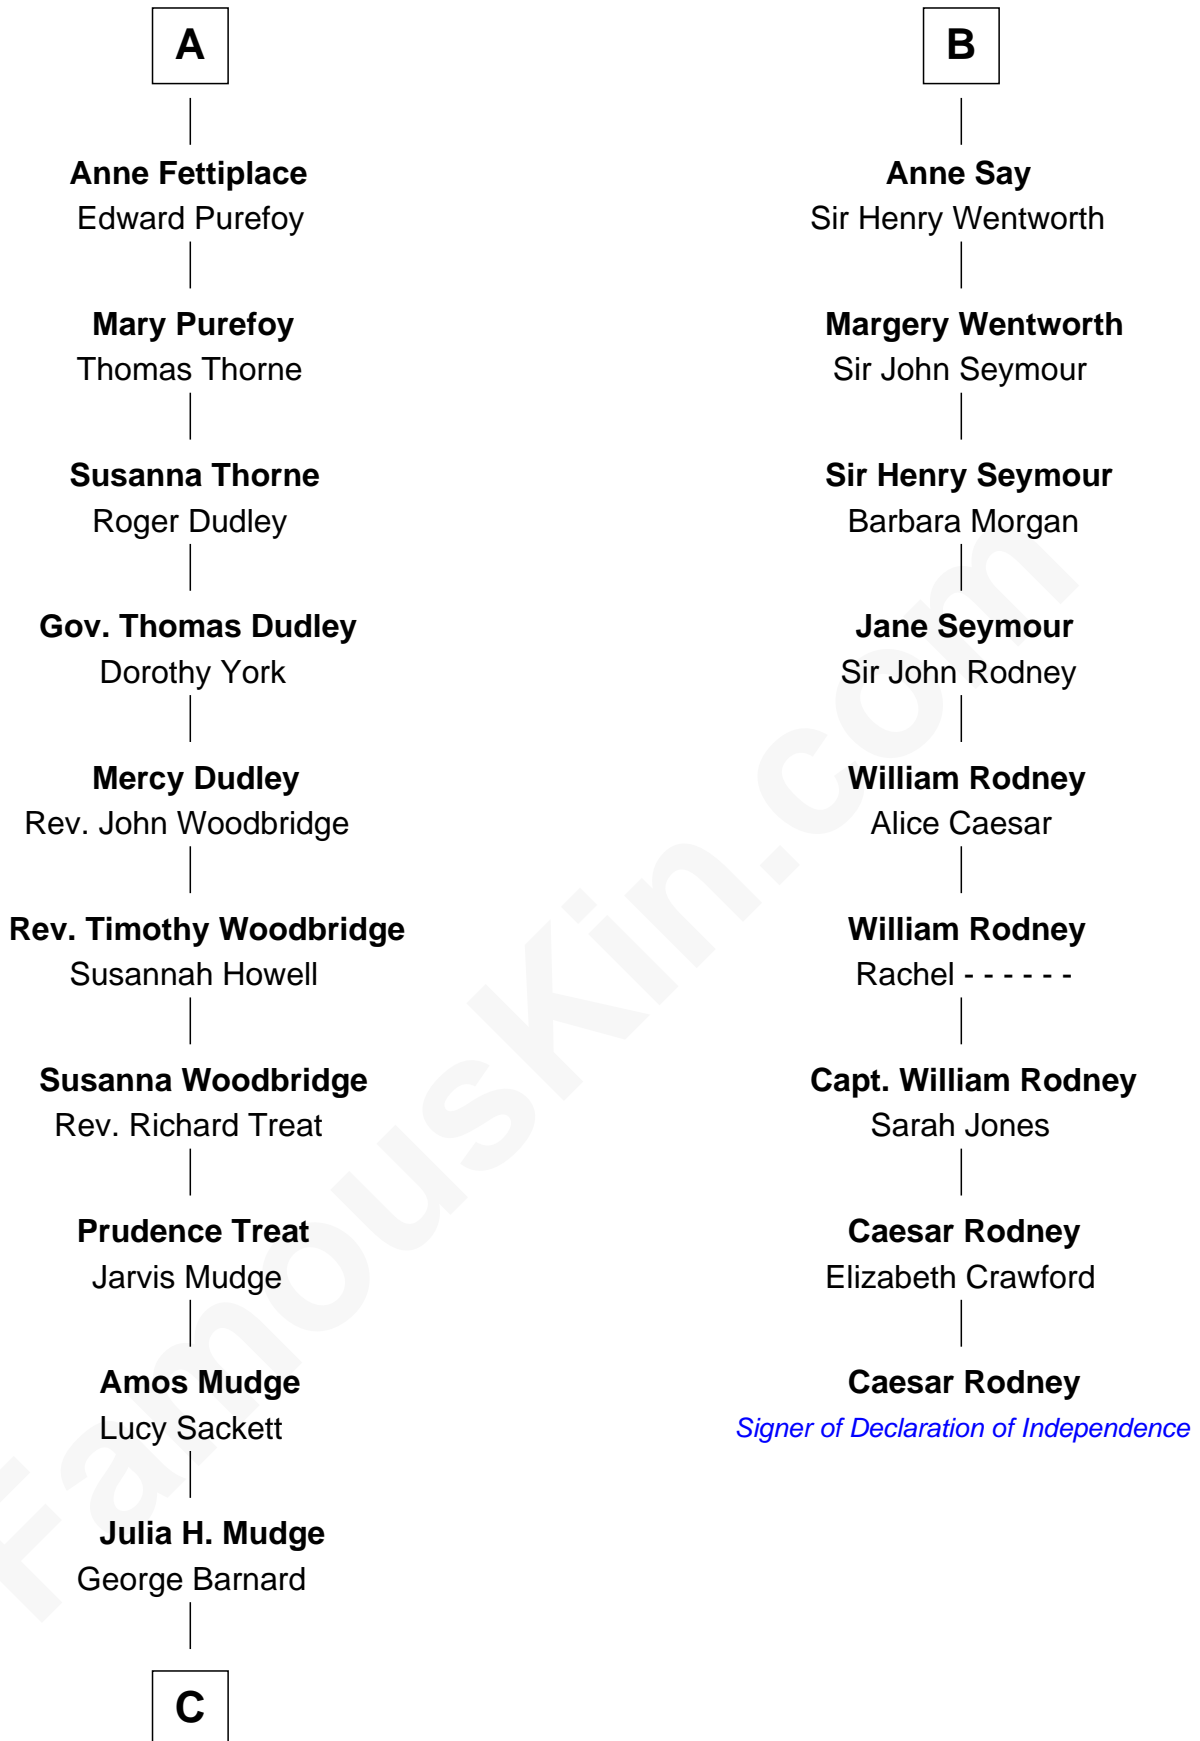 A
Anne Fettiplace
Edward Purefoy
Mary Purefoy
Thomas Thorne
Susanna Thorne
Roger Dudley
Gov. Thomas Dudley
Dorothy York
Mercy Dudley
Rev. John Woodbridge
Rev. Timothy Woodbridge
Susannah Howell
Susanna Woodbridge
Rev. Richard Treat
Prudence Treat
Jarvis Mudge
Amos Mudge
Lucy Sackett
Julia H. Mudge
George Barnard
C
B
Anne Say
Sir Henry Wentworth
Margery Wentworth
Sir John Seymour
Sir Henry Seymour
Barbara Morgan
Jane Seymour
Sir John Rodney
William Rodney
Alice Caesar
William Rodney
Rachel - - - - - -
Capt. William Rodney
Sarah Jones
Caesar Rodney
Elizabeth Crawford
Caesar Rodney
Signer of Declaration of Independence
FamousKin.com